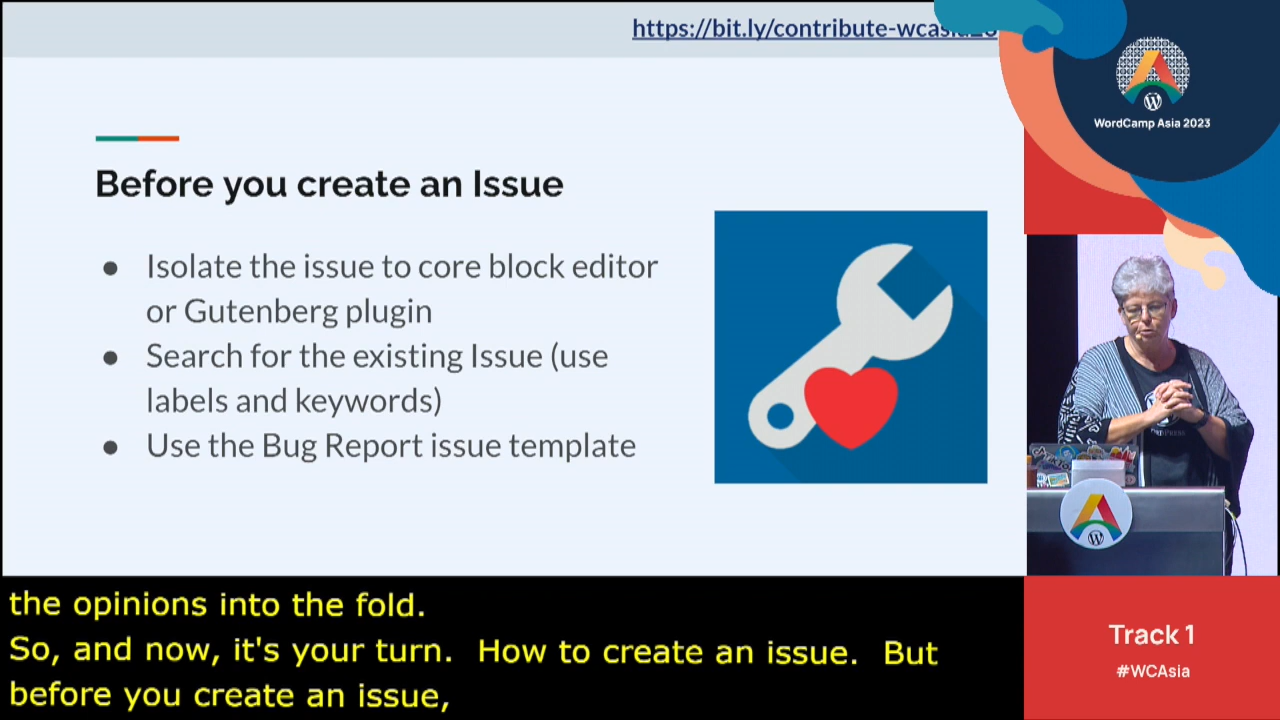 https://bit.ly/contribute-wcasia23
WordCamp Asia 2023
Before you create an Issue
● Isolate the issue to core block editor
or Gutenberg plugin
● Search for the existing Issue (use
labels and keywords)
● Use the Bug Report issue template
the opinions into the fold.
So, and now, it's your turn.  How to create an issue.  But
before you create an issue,
Track 1
#WCAsia